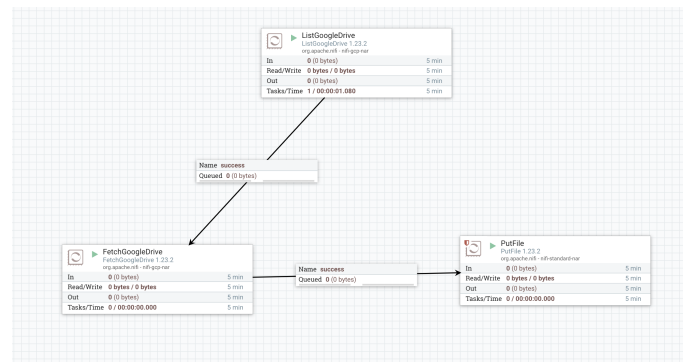 ListGoogleDrive
ListGoogleDrive 1.23.2
org.apache.nifi - nifi-gcp-nar
In 0 (0 bytes) 5 min
Read/Write 0 bytes / 0 bytes 5 min
Out 0 (0 bytes) 5 min
Tasks/Time 1 / 00:00:01.080 5 min
Name success
Queued 0 (0 bytes)
FetchGoogleDrive
FetchGoogleDrive 1.23.2
org.apache.nifi - nifi-gcp-nar
In 0 (0 bytes) 5 min
Read/Write 0 bytes / 0 bytes 5 min
Out 0 (0 bytes) 5 min
Tasks/Time 0 / 00:00:00.000 5 min
Name success
Queued 0 (0 bytes)
PutFile
PutFile 1.23.2
org.apache.nifi - nifi-standard-nar
In 0 (0 bytes) 5 min
Read/Write 0 bytes / 0 bytes 5 min
Out 0 (0 bytes) 5 min
Tasks/Time 0 / 00:00:00.000 5 min